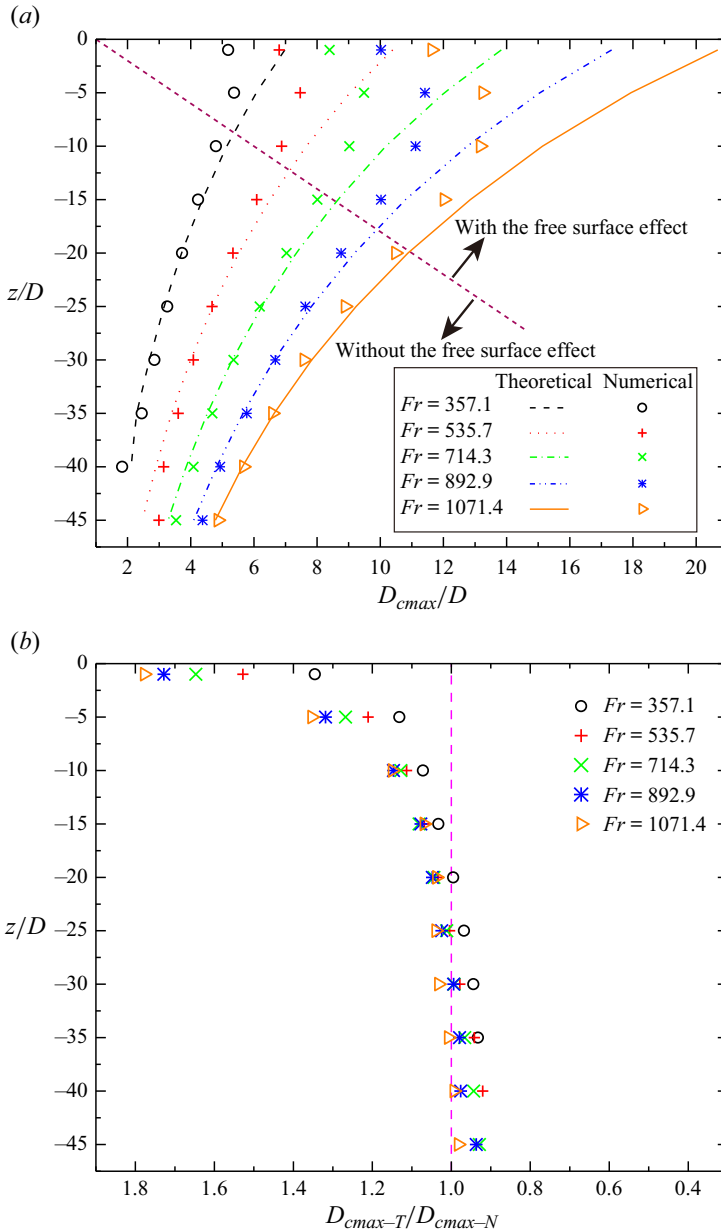 (a)
0
−5
−10
−15
−20
−25
−30
−35
−40
−45
z/D
With the free surface effect
Without the free surface effect
Theoretical Numerical
Fr = 357.1
Fr = 535.7
Fr = 714.3
Fr = 892.9
Fr = 1071.4
2 4 6 8 10 12 14 16 18 20
D_cmax/D
(b)
0
−5
−10
−15
−20
−25
−30
−35
−40
−45
z/D
Fr = 357.1
Fr = 535.7
Fr = 714.3
Fr = 892.9
Fr = 1071.4
1.8 1.6 1.4 1.2 1.0 0.8 0.6 0.4
D_cmax–T/D_cmax–N